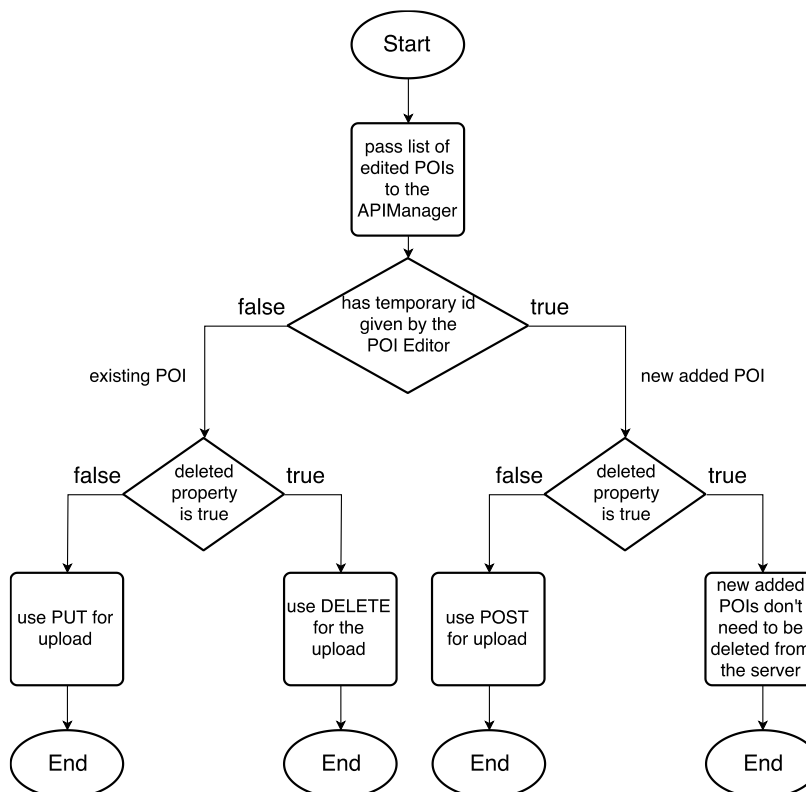 Start
pass list of
edited POIs
to the
APIManager
false
has temporary id
given by the
POI Editor
true
existing POI
new added POI
false
deleted
property
is true
true
false
deleted
property
is true
true
use PUT for
upload
use DELETE
for the
upload
use POST
for upload
new added
POIs don't
need to be
deleted from
the server
End
End
End
End